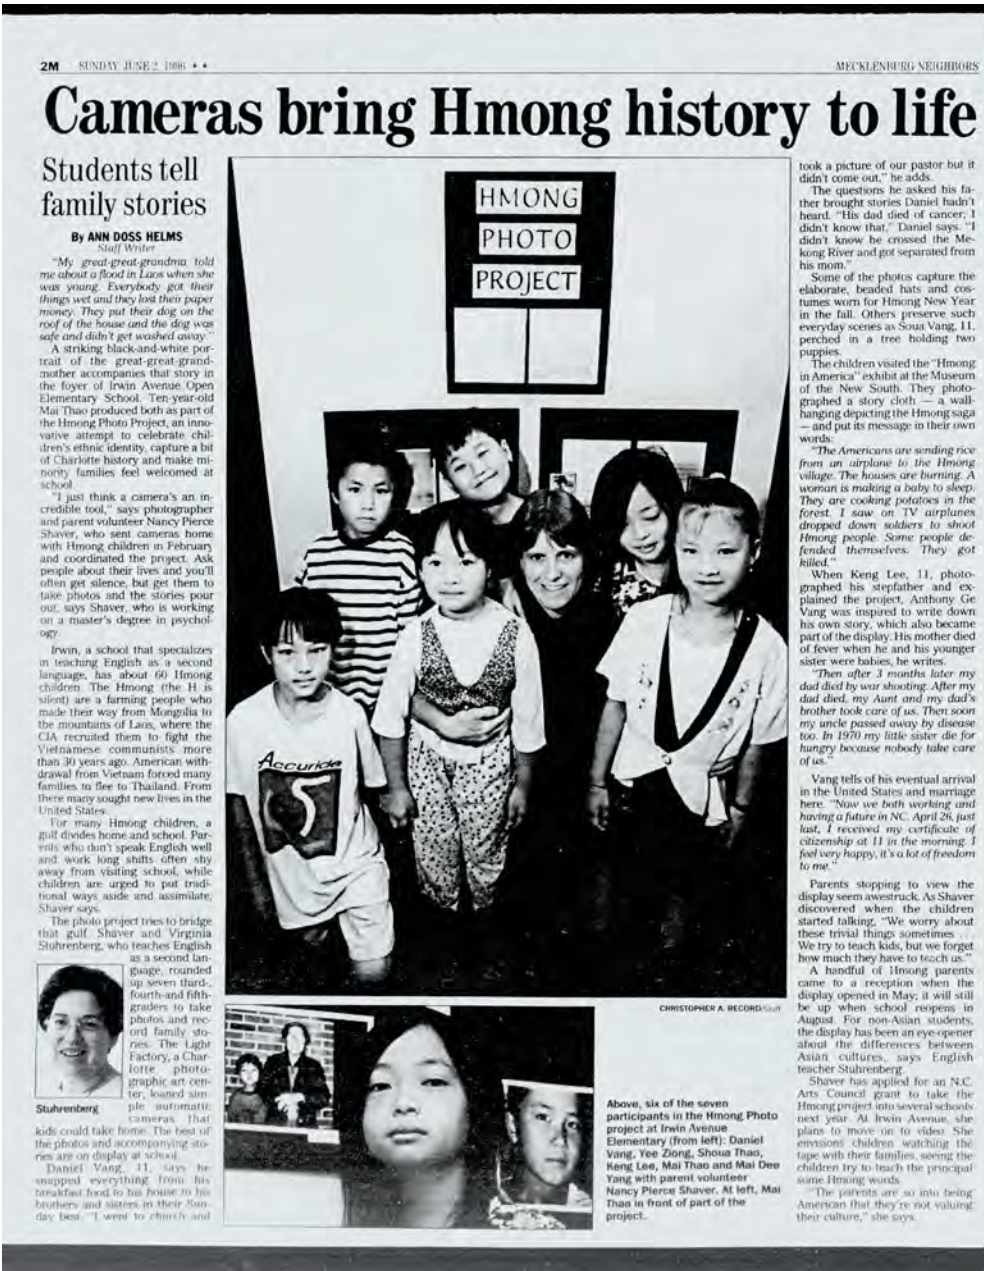 2M SUNDAY JUNE 2, 1996 • •
MECKLENBURG NEIGHBORS
Cameras bring Hmong history to life
Students tell
family stories
By ANN DOSS HELMS
Staff Writer
"My great-great-grandma told
me about a flood in Laos when she
was young. Everybody got their
things wet and they lost their paper
money. They put their dog on the
roof of the house and the dog was
safe and didn't get washed away."
A striking black-and-white por-
trait of the great-great-grand-
mother accompanies that story in
the foyer of Irwin Avenue Open
Elementary School. Ten-year-old
Mai Thao produced both as part of
the Hmong Photo Project, an inno-
vative attempt to celebrate chil-
dren's ethnic identity, capture a bit
of Charlotte history and make mi-
nority families feel welcomed at
school.
"I just think a camera's an in-
credible tool," says photographer
and parent volunteer Nancy Pierce
Shaver, who sent cameras home
with Hmong children in February
and coordinated the project. Ask
people about their lives and you'll
often get silence, but get them to
take photos and the stories pour
out, says Shaver, who is working
on a master's degree in psychol-
ogy.
Irwin, a school that specializes
in teaching English as a second
language, has about 60 Hmong
children. The Hmong (the H is
silent) are a farming people who
made their way from Mongolia to
the mountains of Laos, where the
CIA recruited them to fight the
Vietnamese communists more
than 30 years ago. American with-
drawal from Vietnam forced many
families to flee to Thailand. From
there many sought new lives in the
United States.
For many Hmong children, a
gulf divides home and school. Par-
ents who don't speak English well
and work long shifts often shy
away from visiting school, while
children are urged to put tradi-
tional ways aside and assimilate,
Shaver says.
The photo project tries to bridge
that gulf. Shaver and Virginia
Stuhrenberg, who teaches English
as a second lan-
guage, rounded
up seven third-,
fourth-and fifth-
graders to take
photos and rec-
ord family sto-
ries. The Light
Factory, a Char-
lotte photo-
graphic art cen-
ter, loaned sim-
ple automatic
cameras that
kids could take home. The best of
the photos and accompanying sto-
ries are on display at school.
Daniel Vang, 11, says he
snapped everything from his
breakfast food to his house to his
brothers and sisters in their Sun-
day best. "I went to church and
Stuhrenberg
HMONG
PHOTO
PROJECT
Accuride
CHRISTOPHER A. RECORD/Staff
Above, six of the seven
participants in the Hmong Photo
project at Irwin Avenue
Elementary (from left): Daniel
Vang, Yee Ziong, Shoua Thao,
Keng Lee, Mai Thao and Mai Dee
Yang with parent volunteer
Nancy Pierce Shaver. At left, Mai
Thao in front of part of the
project.
took a picture of our pastor but it
didn't come out," he adds.
The questions he asked his fa-
ther brought stories Daniel hadn't
heard. "His dad died of cancer; I
didn't know that," Daniel says. "I
didn't know he crossed the Me-
kong River and got separated from
his mom."
Some of the photos capture the
elaborate, beaded hats and cos-
tumes worn for Hmong New Year
in the fall. Others preserve such
everyday scenes as Soua Vang, 11,
perched in a tree holding two
puppies.
The children visited the "Hmong
in America" exhibit at the Museum
of the New South. They photo-
graphed a story cloth — a wall-
hanging depicting the Hmong saga
— and put its message in their own
words:
"The Americans are sending rice
from an airplane to the Hmong
village. The houses are burning. A
woman is making a baby to sleep.
They are cooking potatoes in the
forest. I saw on TV airplanes
dropped down soldiers to shoot
Hmong people. Some people de-
fended themselves. They got
killed."
When Keng Lee, 11, photo-
graphed his stepfather and ex-
plained the project, Anthony Ge
Vang was inspired to write down
his own story, which also became
part of the display. His mother died
of fever when he and his younger
sister were babies, he writes.
"Then after 3 months later my
dad died by war shooting. After my
dad died, my Aunt and my dad's
brother took care of us. Then soon
my uncle passed away by disease
too. In 1970 my little sister die for
hungry because nobody take care
of us."
Vang tells of his eventual arrival
in the United States and marriage
here. "Now we both working and
having a future in NC. April 26, just
last, I received my certificate of
citizenship at 11 in the morning. I
feel very happy, it's a lot of freedom
to me."
Parents stopping to view the
display seem awestruck. As Shaver
discovered when the children
started talking, "We worry about
these trivial things sometimes . . .
We try to teach kids, but we forget
how much they have to teach us."
A handful of Hmong parents
came to a reception when the
display opened in May; it will still
be up when school reopens in
August. For non-Asian students,
the display has been an eye-opener
about the differences between
Asian cultures, says English
teacher Stuhrenberg.
Shaver has applied for an N.C.
Arts Council grant to take the
Hmong project into several schools
next year. At Irwin Avenue, she
plans to move on to video. She
envisions children watching the
tape with their families, seeing the
children try to teach the principal
some Hmong words.
"The parents are so into being
American that they're not valuing
their culture," she says.